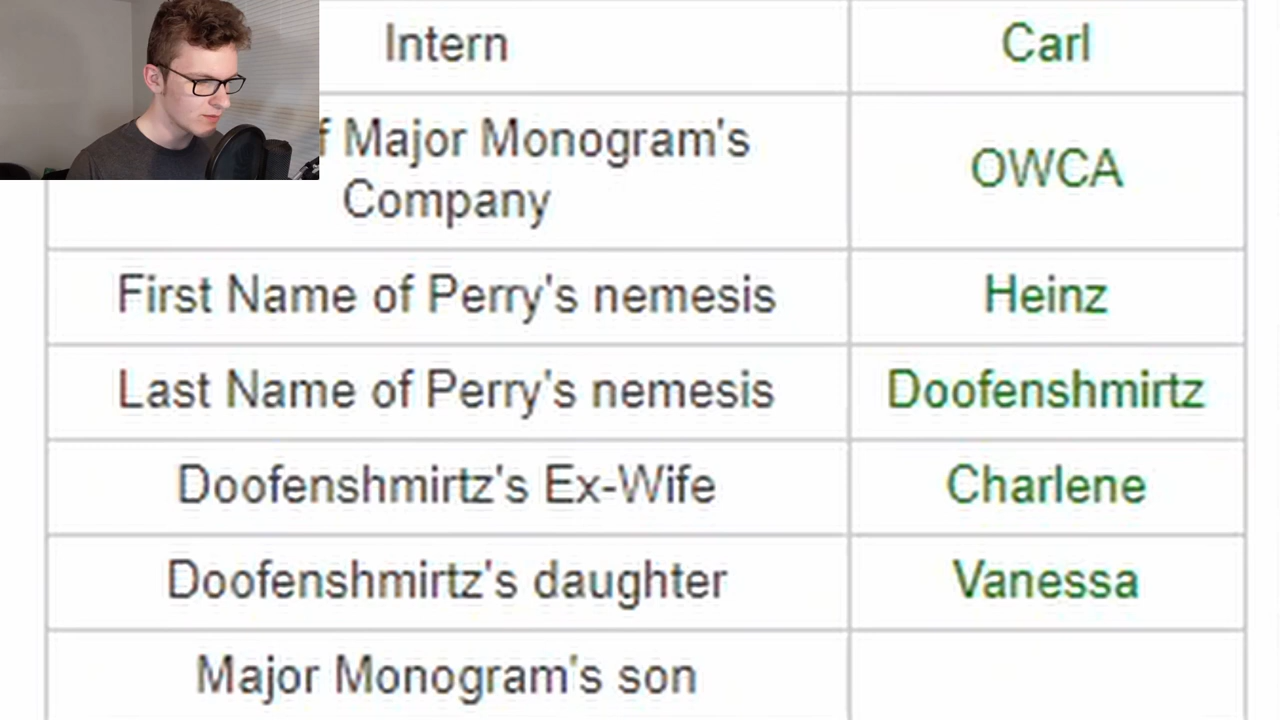 Intern
Carl
f Major Monogram's
Company
OWCA
First Name of Perry's nemesis
Heinz
Last Name of Perry's nemesis
Doofenshmirtz
Doofenshmirtz's Ex-Wife
Charlene
Doofenshmirtz's daughter
Vanessa
Major Monogram's son